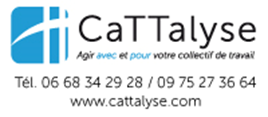 CaTTalyse
Agir avec et pour votre collectif de travail
Tél. 06 68 34 29 28 / 09 75 27 36 64
www.cattalyse.com